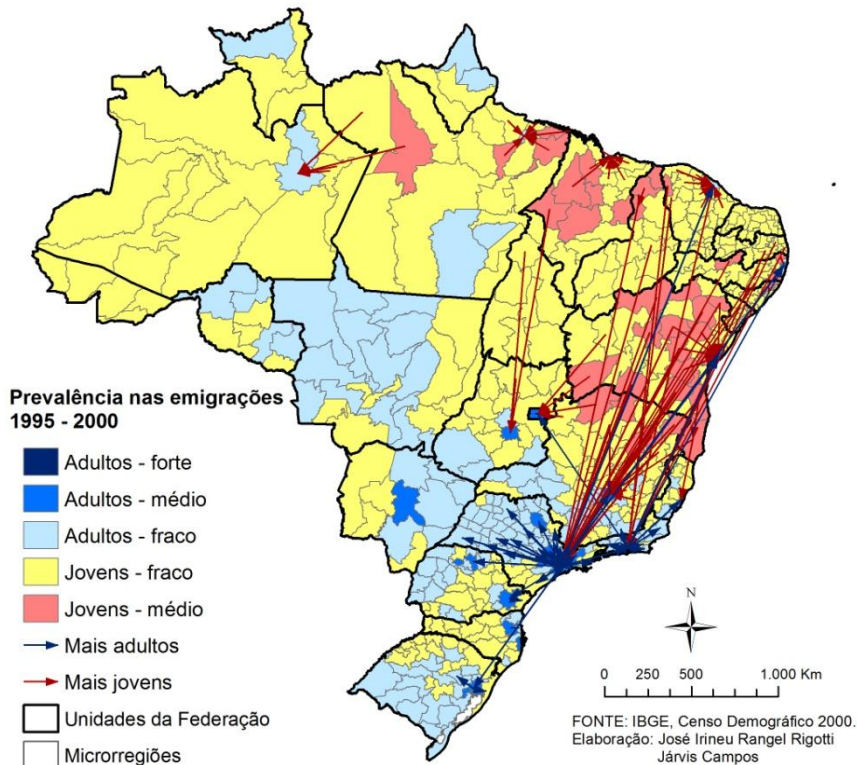 Prevalência nas emigrações
1995 - 2000
Adultos - forte
Adultos - médio
Adultos - fraco
Jovens - fraco
Jovens - médio
Mais adultos
Mais jovens
Unidades da Federação
Microrregiões
N
0 250 500 1.000 Km
FONTE: IBGE, Censo Demográfico 2000.
Elaboração: José Irineu Rangel Rigotti
Járvis Campos